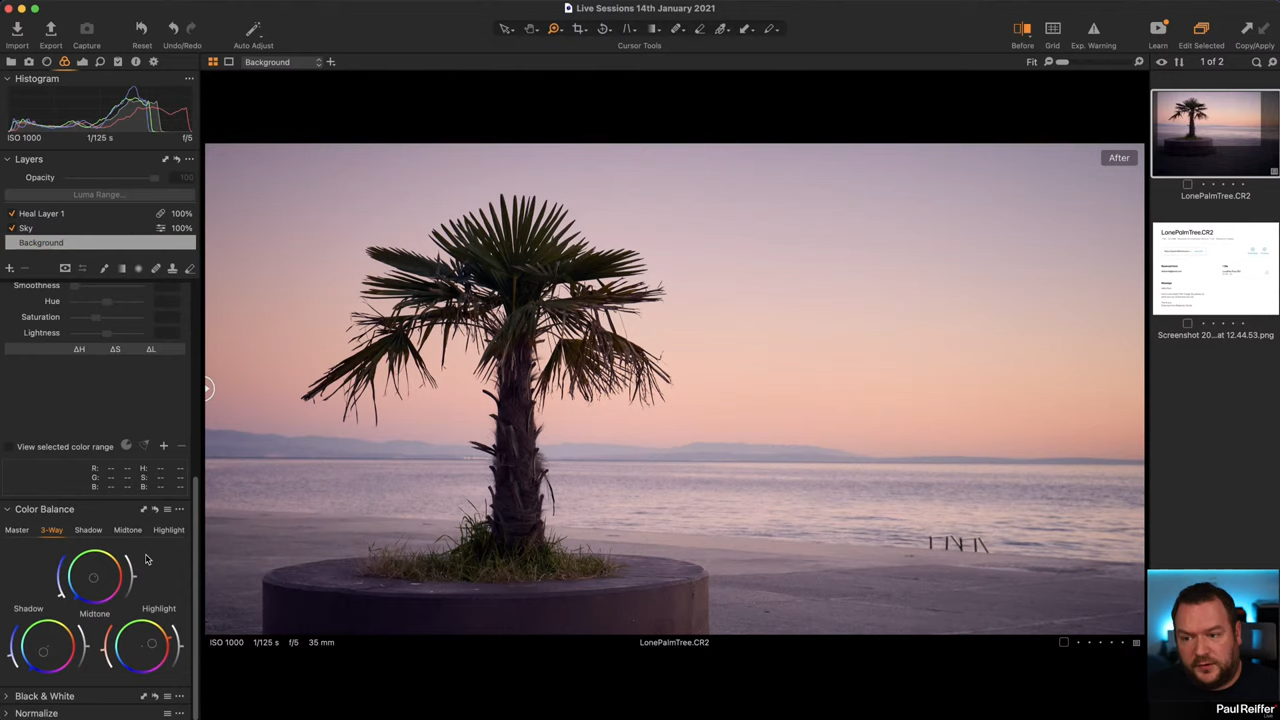 Live Sessions 14th January 2021
Import
Export
Capture
Reset
Undo/Redo
Auto Adjust
Cursor Tools
Before
Grid
Exp. Warning
Learn
Edit Selected
Copy/Apply
Background
Fit
1 of 2
Histogram
ISO 1000 1/125 s f/5
Layers
Opacity 100
Luma Range...
Heal Layer 1 100%
Sky 100%
Background
Smoothness
Hue
Saturation
Lightness
ΔH ΔS ΔL
View selected color range
R: -- -- H: -- --
G: -- -- S: -- --
B: -- -- B: -- --
Color Balance
Master 3-Way Shadow Midtone Highlight
Shadow Midtone Highlight
Black & White
Normalize
After
ISO 1000 1/125 s f/5 35 mm
LonePalmTree.CR2
LonePalmTree.CR2
LonePalmTree.CR2
Screenshot 20...at 12.44.53.png
Paul Reiffer
Live